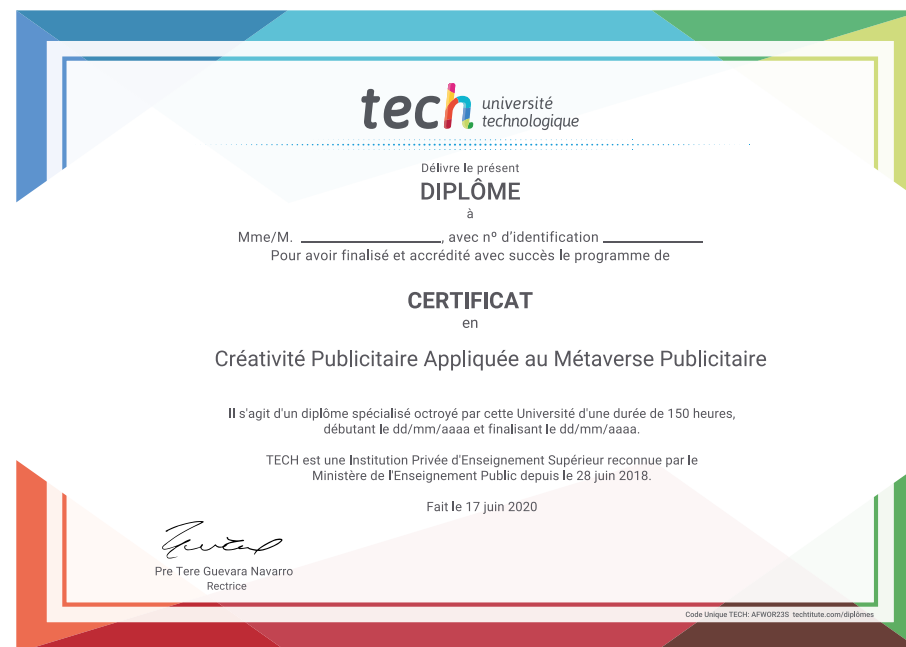 tech université
technologique
Délivre le présent
DIPLÔME
à
Mme/M. ____________________, avec nº d'identification ______________
Pour avoir finalisé et accrédité avec succès le programme de
CERTIFICAT
en
Créativité Publicitaire Appliquée au Métaverse Publicitaire
Il s'agit d'un diplôme spécialisé octroyé par cette Université d'une durée de 150 heures,
débutant le dd/mm/aaaa et finalisant le dd/mm/aaaa.
TECH est une Institution Privée d'Enseignement Supérieur reconnue par le
Ministère de l'Enseignement Public depuis le 28 juin 2018.
Fait le 17 juin 2020
Pre Tere Guevara Navarro
Rectrice
Code Unique TECH: AFWOR23S techtitute.com/diplômes